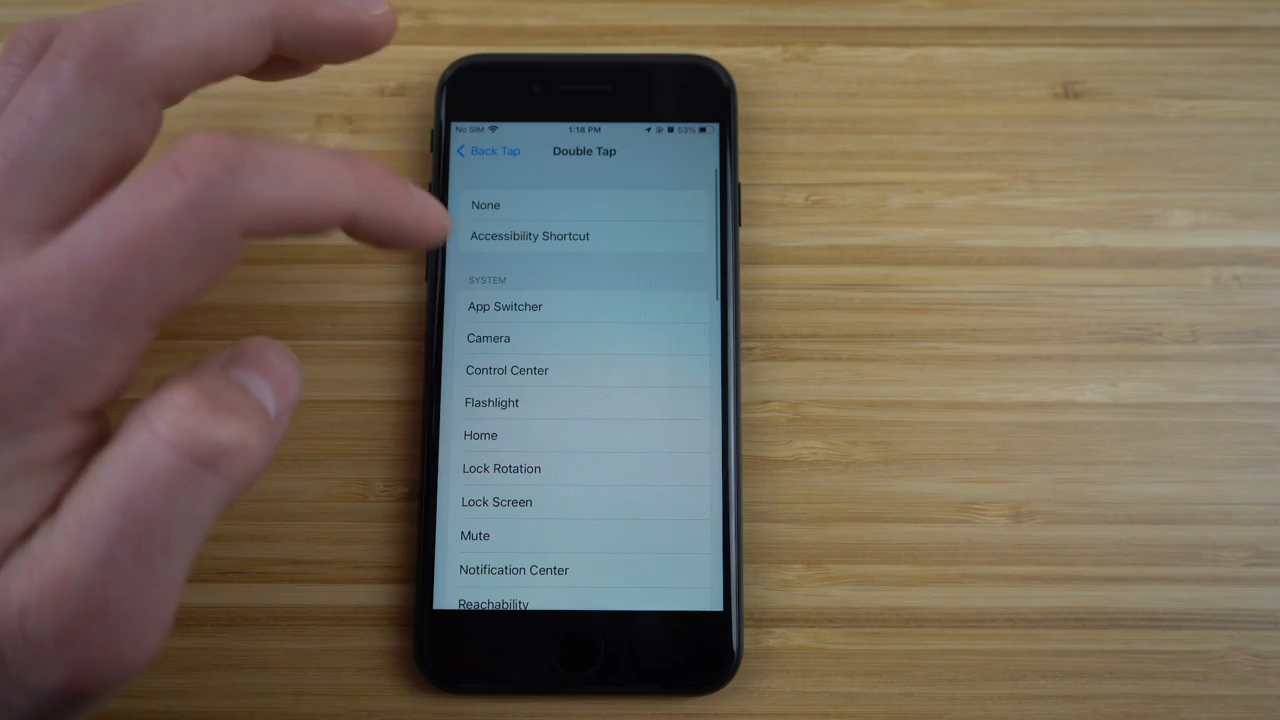 No SIM 1:18 PM 53%
Back Tap Double Tap
None
Accessibility Shortcut
SYSTEM
App Switcher
Camera
Control Center
Flashlight
Home
Lock Rotation
Lock Screen
Mute
Notification Center
Reachability